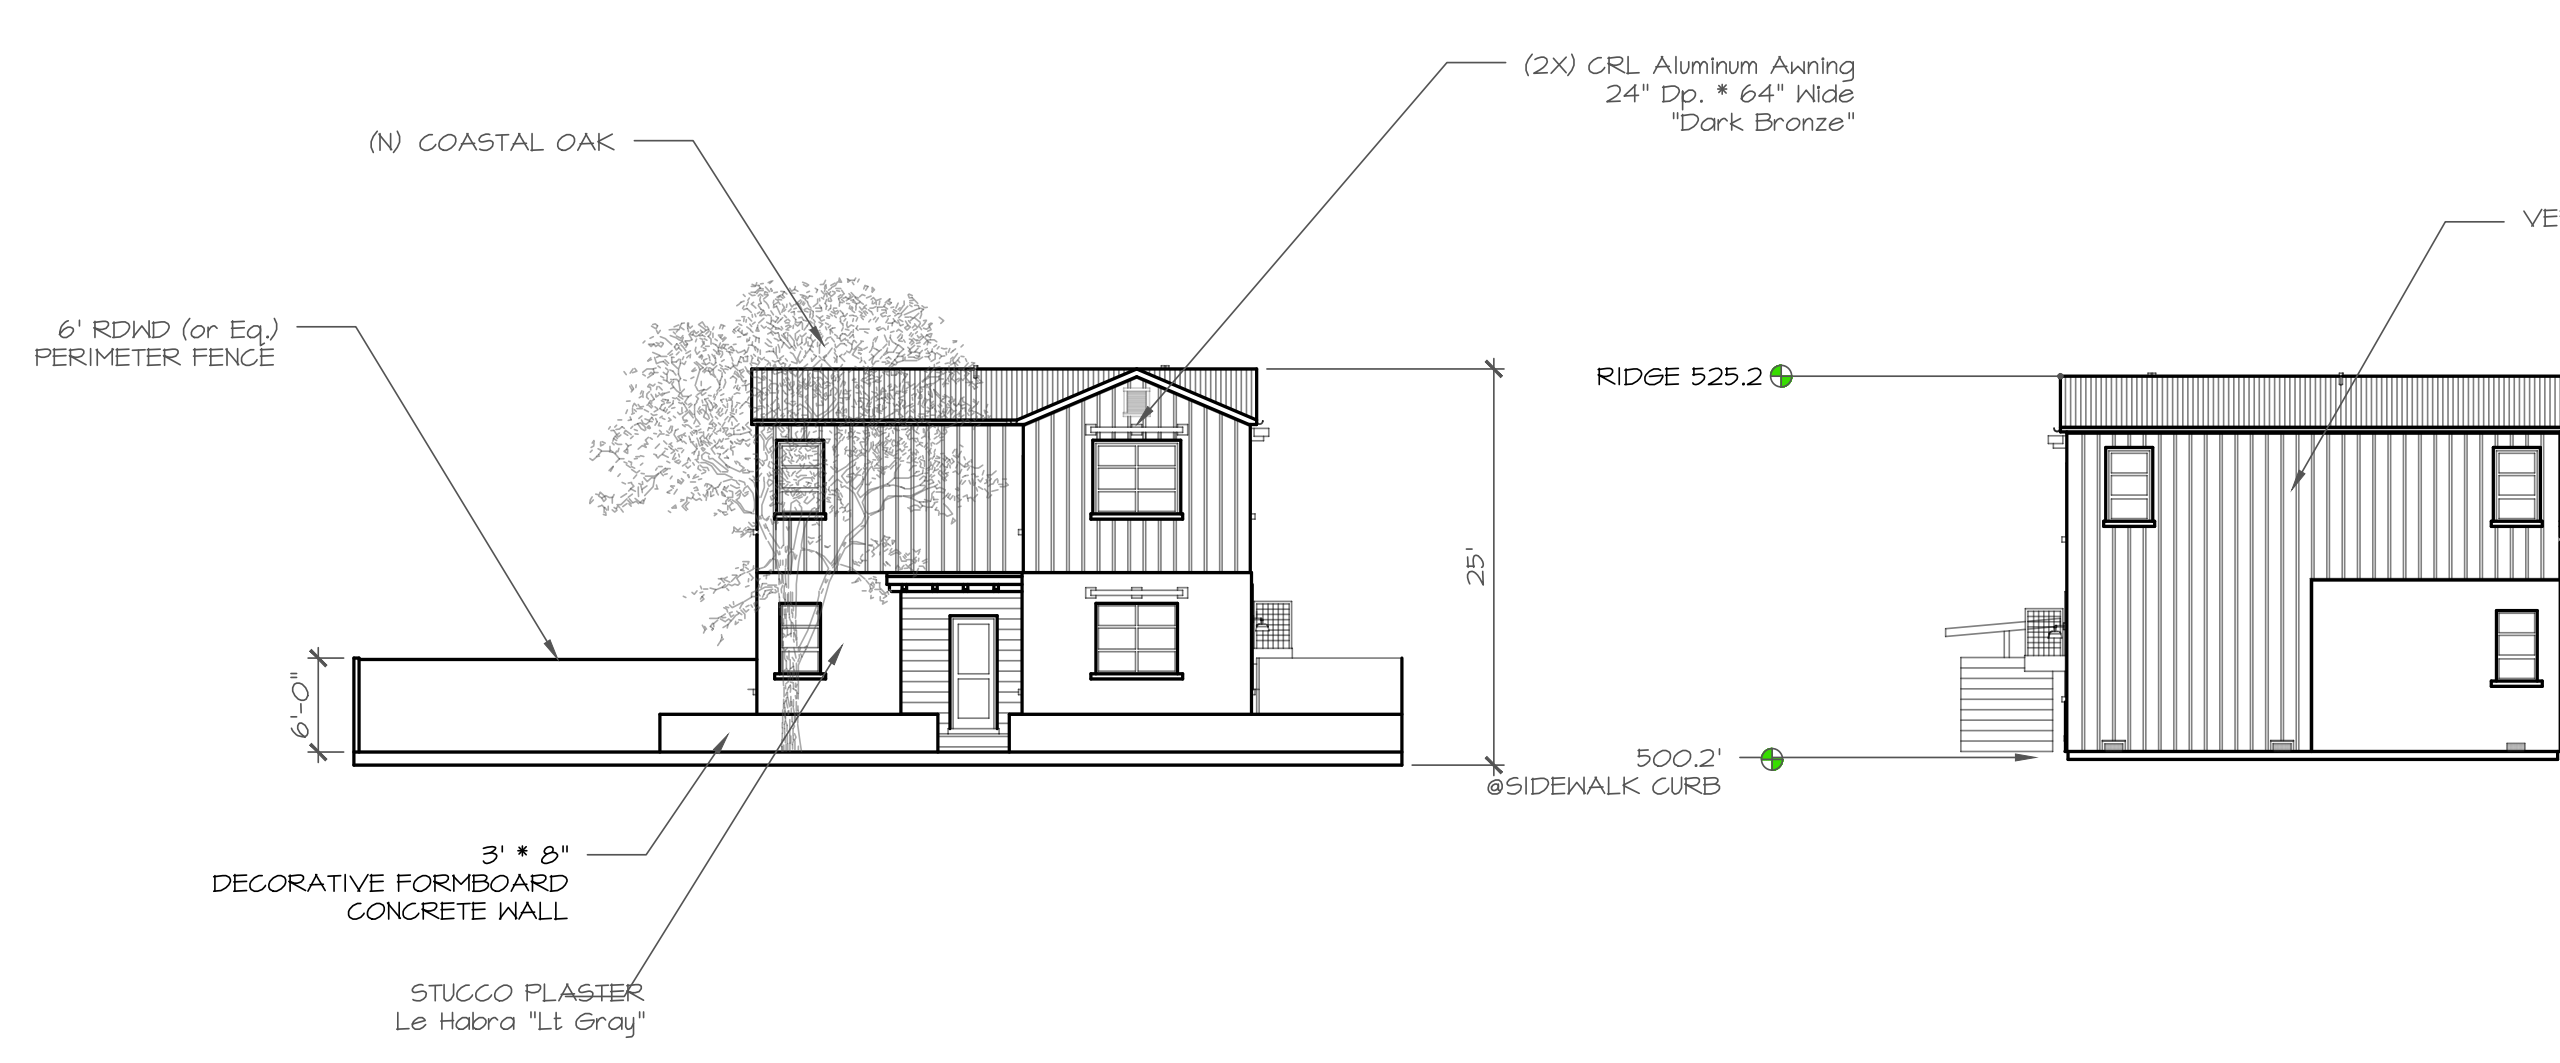 (2X) CRL Aluminum Awning
24" Dp. * 64" Wide
"Dark Bronze"
(N) COASTAL OAK
6' RDWD (or Eq.)
PERIMETER FENCE
RIDGE 525.2
25'
6'-0"
500.2'
@SIDEWALK CURB
3' * 8"
DECORATIVE FORMBOARD
CONCRETE WALL
STUCCO PLASTER
Le Habra "Lt Gray"